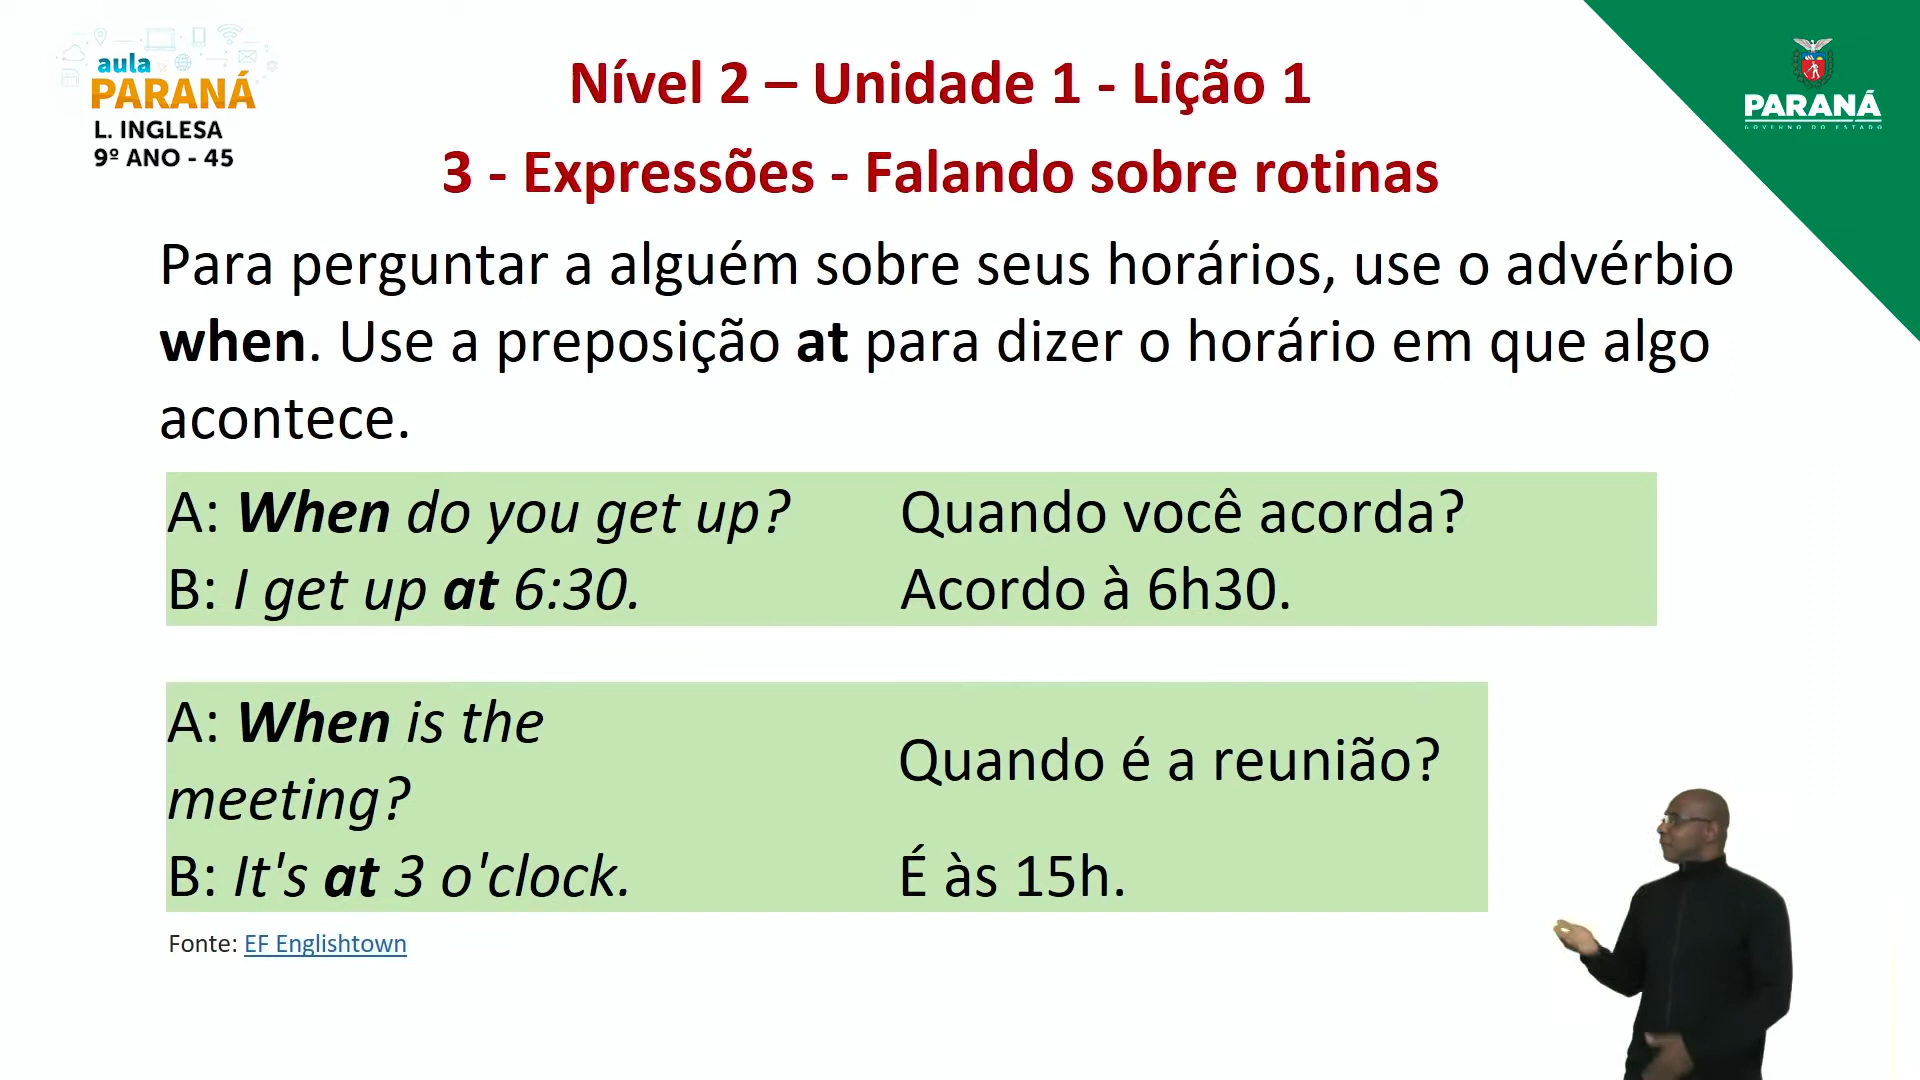 aula
PARANÁ
L. INGLESA
9º ANO - 45
Nível 2 – Unidade 1 - Lição 1
3 - Expressões - Falando sobre rotinas
PARANÁ
GOVERNO DO ESTADO
Para perguntar a alguém sobre seus horários, use o advérbio
when. Use a preposição at para dizer o horário em que algo
acontece.
A: When do you get up? Quando você acorda?
B: I get up at 6:30. Acordo à 6h30.
A: When is the
meeting?
Quando é a reunião?
B: It's at 3 o'clock. É às 15h.
Fonte: EF Englishtown